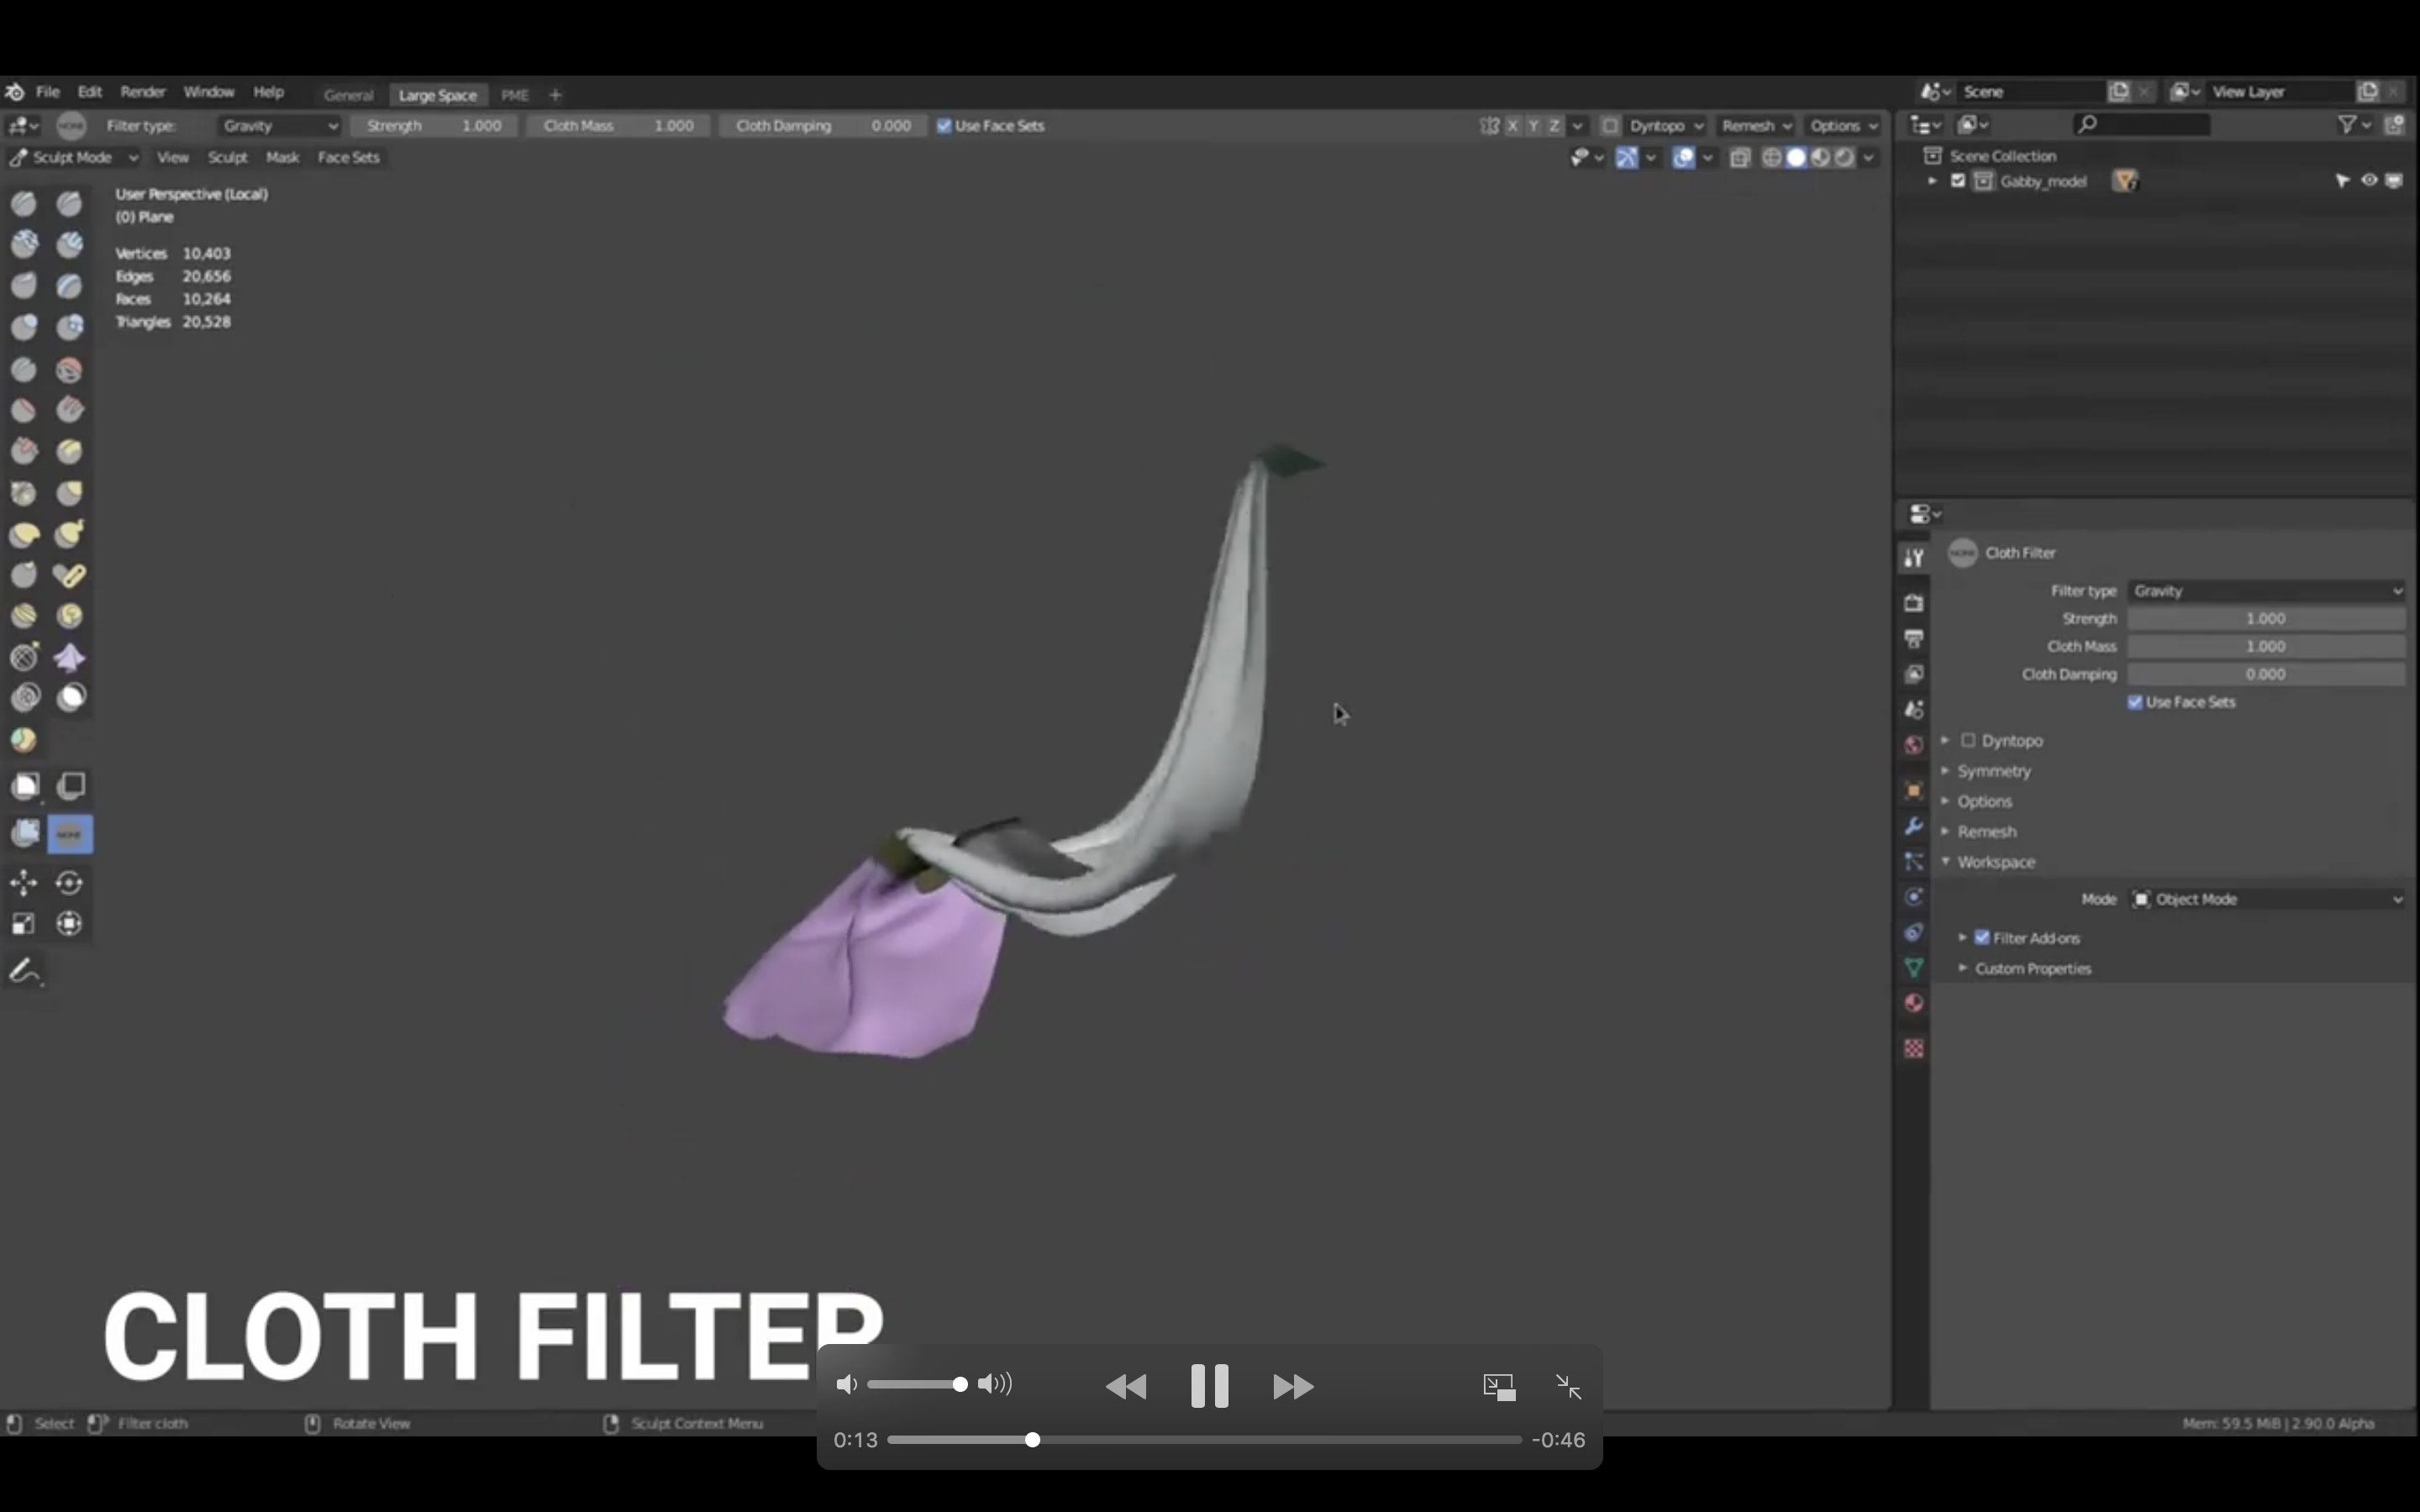 File Edit Render Window Help General Large Space PME + Scene View Layer
Filter type: Gravity Strength 1.000 Cloth Mass 1.000 Cloth Damping 0.000 Use Face Sets X Y Z Dyntopo Remesh Options
Sculpt Mode View Sculpt Mask Face Sets
Scene Collection
Gabby_model
User Perspective (Local)
(0) Plane
Vertices 10,403
Edges 20,656
Faces 10,264
Triangles 20,528
NONE Cloth Filter
Filter type Gravity
Strength 1.000
Cloth Mass 1.000
Cloth Damping 0.000
Use Face Sets
Dyntopo
Symmetry
Options
Remesh
Workspace
Mode Object Mode
Filter Add-ons
Custom Properties
CLOTH FILTER
Select Filter cloth Rotate View Sculpt Context Menu
0:13 -0:46
Mem: 59.5 MiB | 2.90.0 Alpha